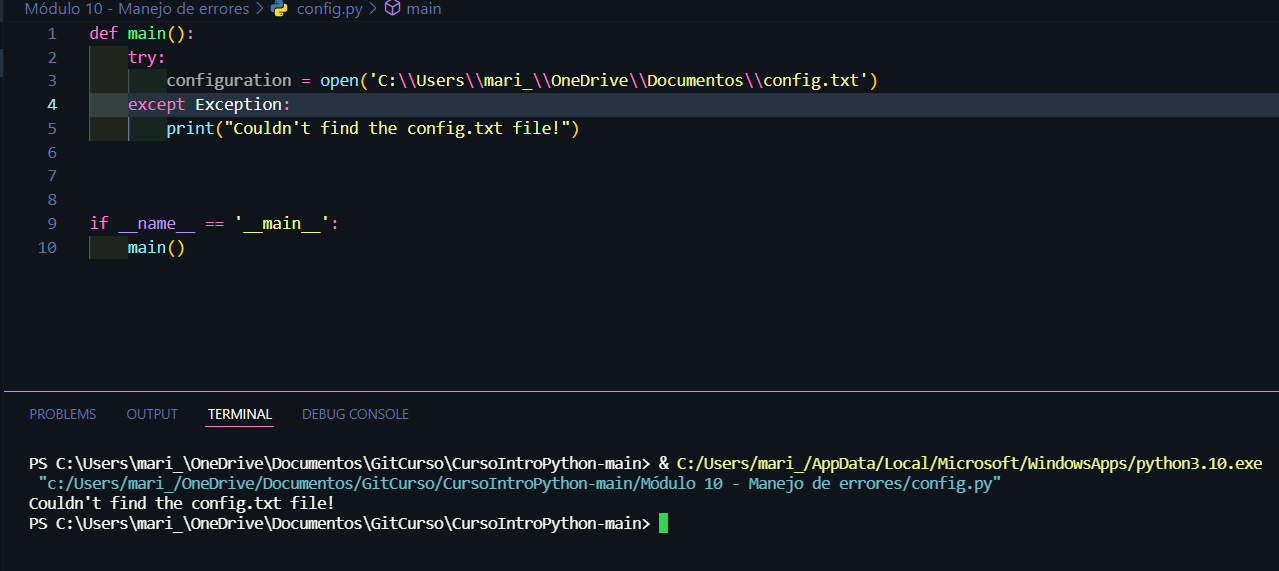 Módulo 10 - Manejo de errores > config.py > main
1 def main():
2 try:
3 configuration = open('C:\\Users\\mari_\\OneDrive\\Documentos\\config.txt')
4 except Exception:
5 print("Couldn't find the config.txt file!")
6
7
8
9 if __name__ == '__main__':
10 main()
PROBLEMS OUTPUT TERMINAL DEBUG CONSOLE
PS C:\Users\mari_\OneDrive\Documentos\GitCurso\CursoIntroPython-main> & C:/Users/mari_/AppData/Local/Microsoft/WindowsApps/python3.10.exe
"c:/Users/mari_/OneDrive/Documentos/GitCurso/CursoIntroPython-main/Módulo 10 - Manejo de errores/config.py"
Couldn't find the config.txt file!
PS C:\Users\mari_\OneDrive\Documentos\GitCurso\CursoIntroPython-main>